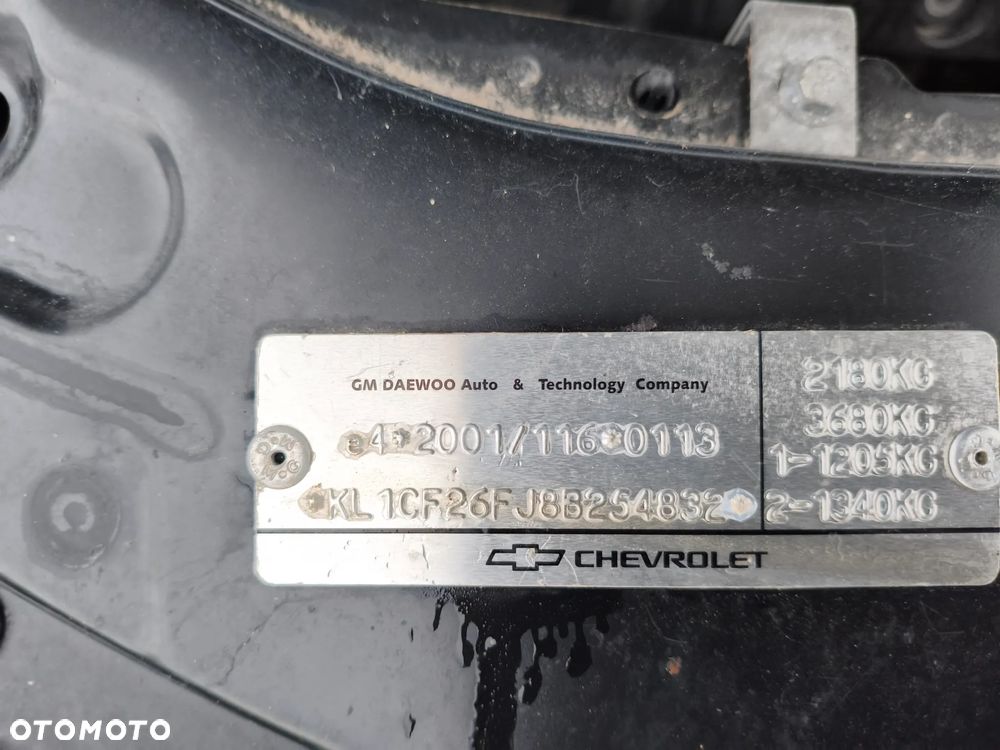 GM DAEWOO Auto & Technology Company
e4*2001/116*0113
KL1CF26FJ8B254832
2180KG
3680KG
1-1205KG
2-1340KG
CHEVROLET
OTOMOTO